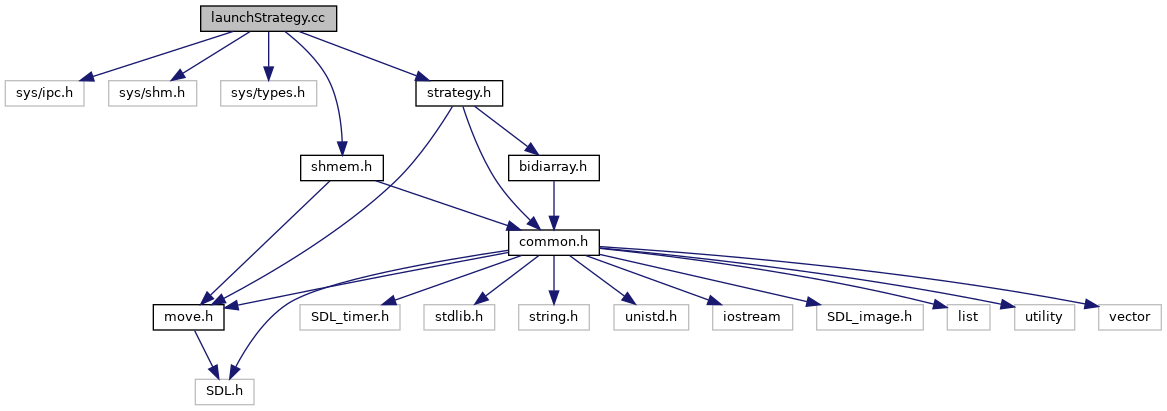 launchStrategy.cc
sys/ipc.h
sys/shm.h
sys/types.h
strategy.h
shmem.h
bidiarray.h
common.h
move.h
SDL_timer.h
stdlib.h
string.h
unistd.h
iostream
SDL_image.h
list
utility
vector
SDL.h